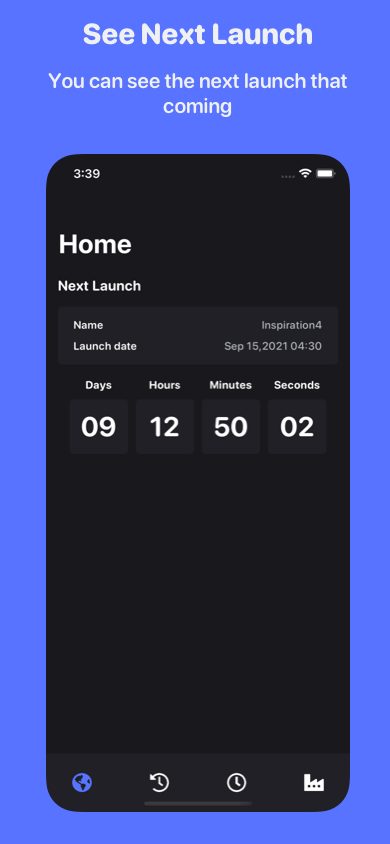 See Next Launch
You can see the next launch that
coming
3:39
Home
Next Launch
Name Inspiration4
Launch date Sep 15,2021 04:30
Days Hours Minutes Seconds
09 12 50 02